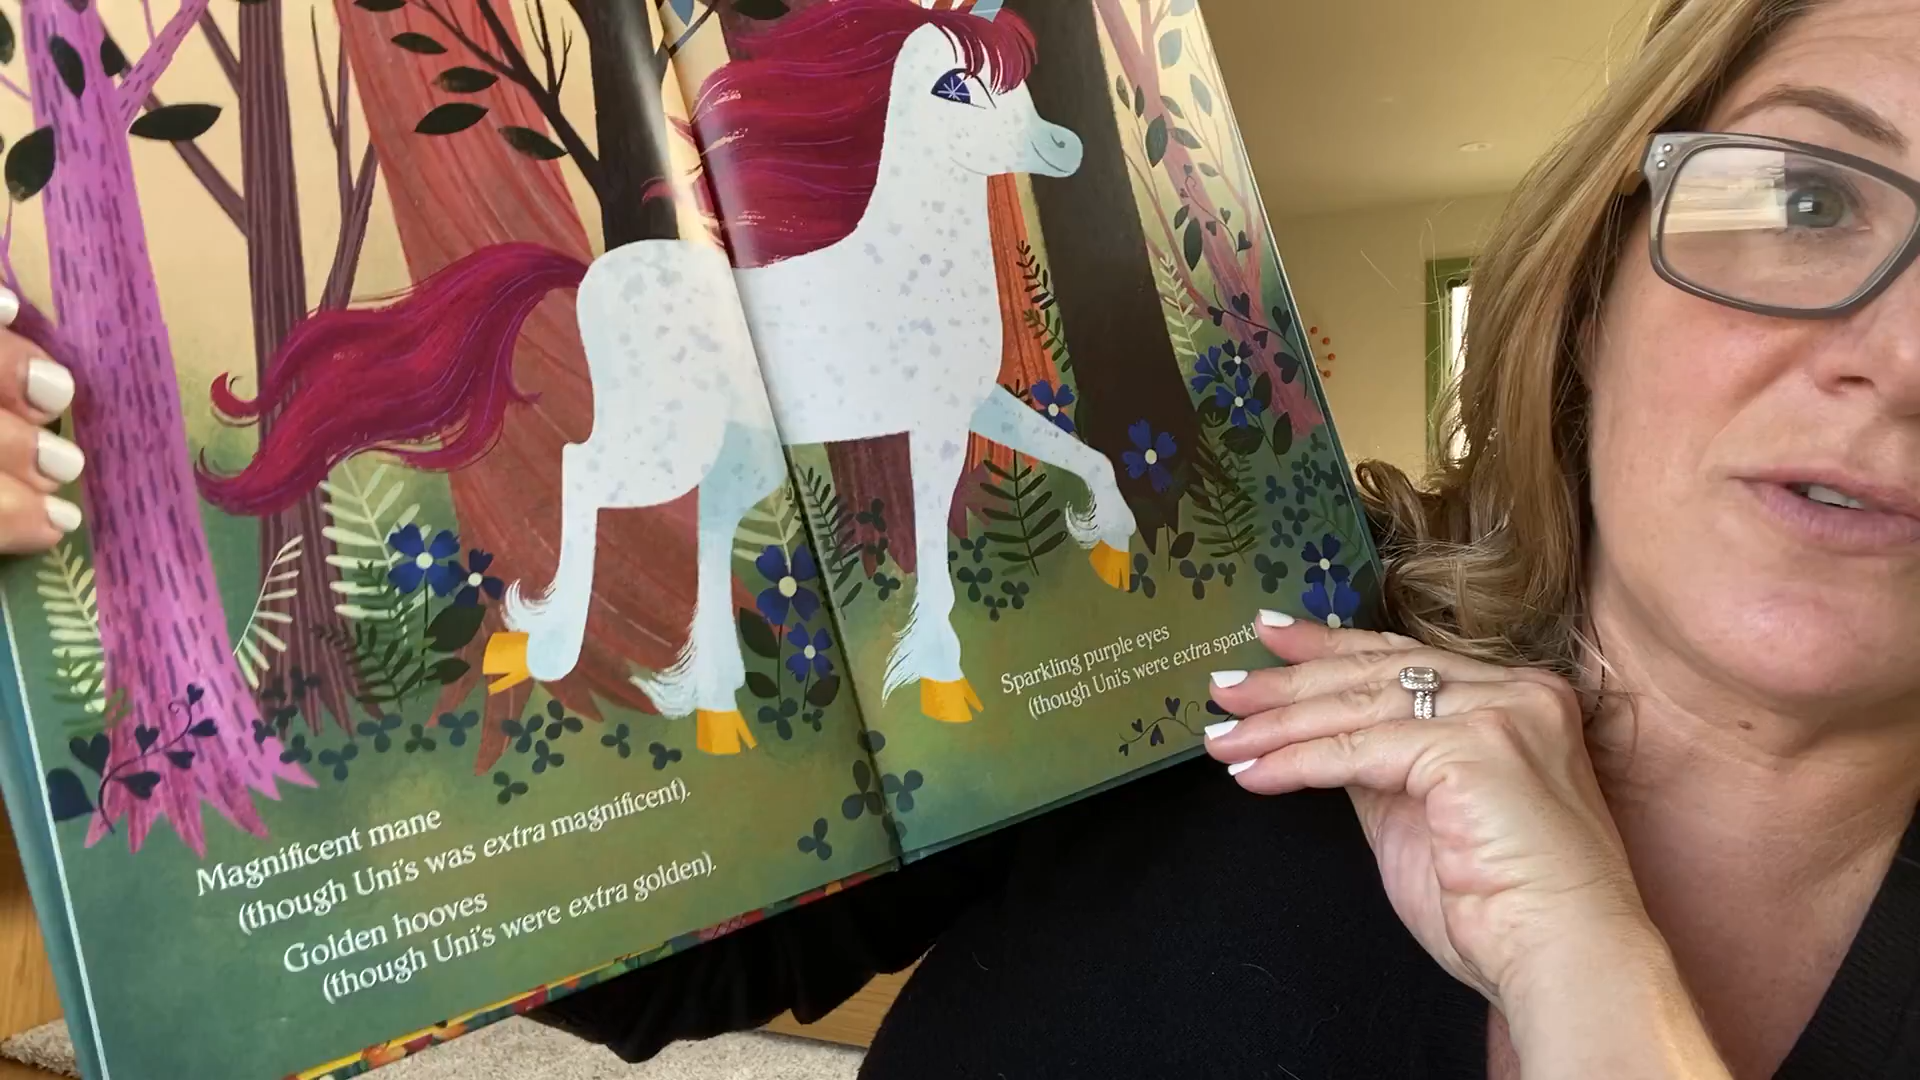 Magnificent mane
(though Uni's was extra magnificent).
Golden hooves
(though Uni's were extra golden).
Sparkling purple eyes
(though Uni's were extra